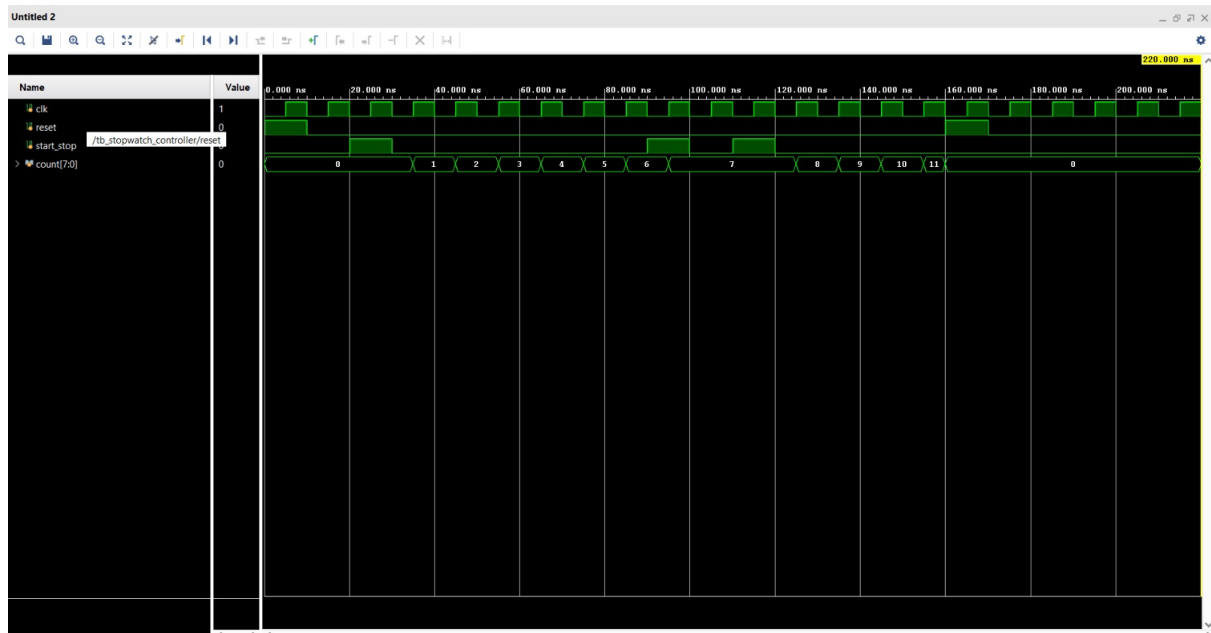 Untitled 2
220.000 ns
Name Value 0.000 ns 20.000 ns 40.000 ns 60.000 ns 80.000 ns 100.000 ns 120.000 ns 140.000 ns 160.000 ns 180.000 ns 200.000 ns
clk 1
reset 0
/tb_stopwatch_controller/reset
start_stop
count[7:0] 0 0 1 2 3 4 5 6 7 8 9 10 11 0